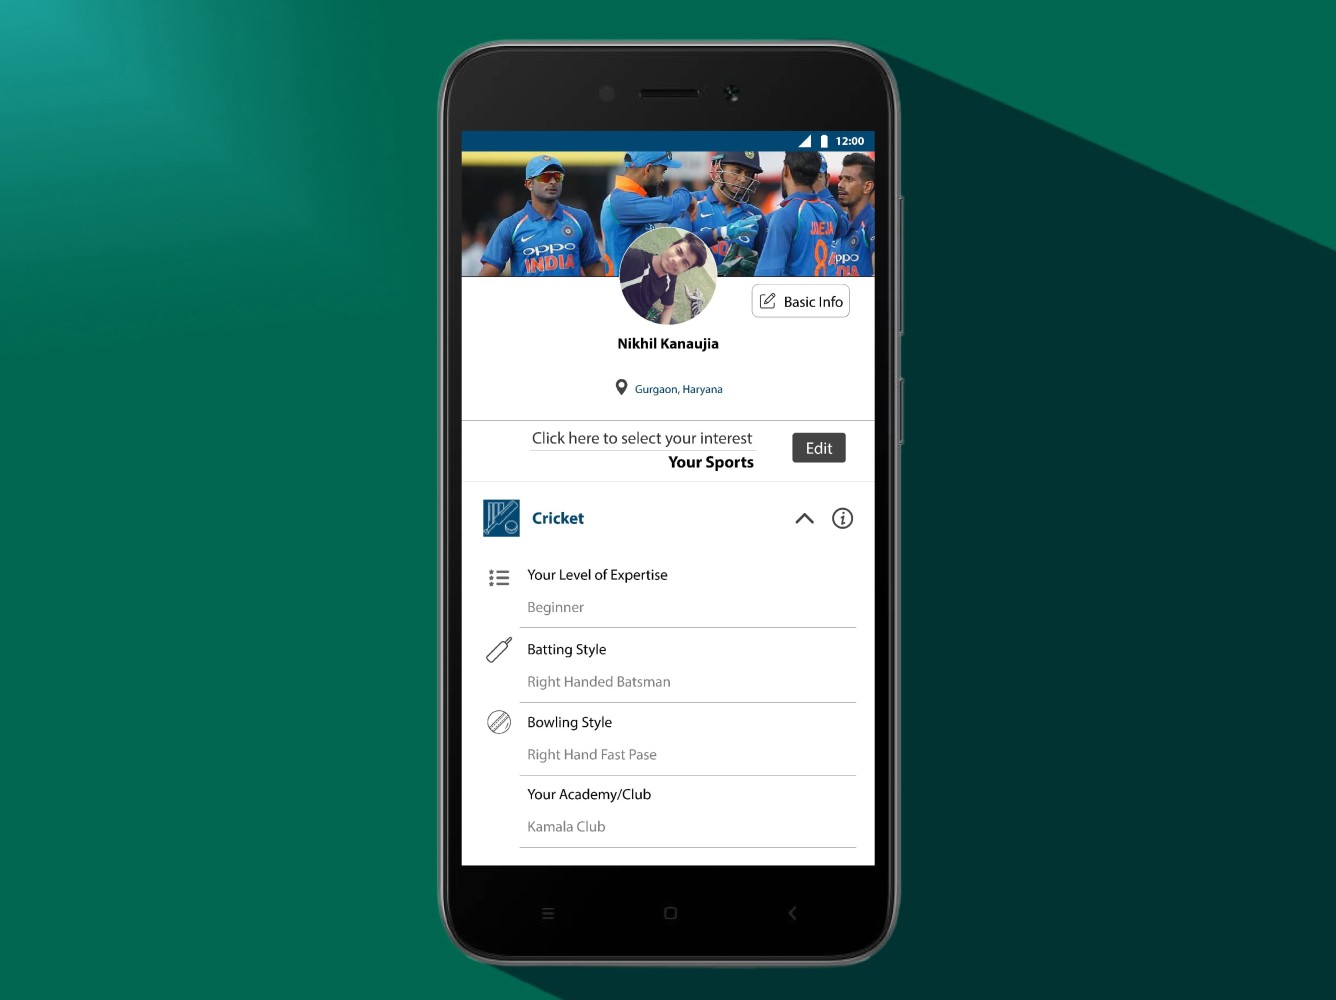 12:00
oppo
INDIA
JADEJA
8
oppo
INDIA
Basic Info
Nikhil Kanaujia
Gurgaon, Haryana
Click here to select your interest
Your Sports
Edit
Cricket
Your Level of Expertise
Beginner
Batting Style
Right Handed Batsman
Bowling Style
Right Hand Fast Pase
Your Academy/Club
Kamala Club